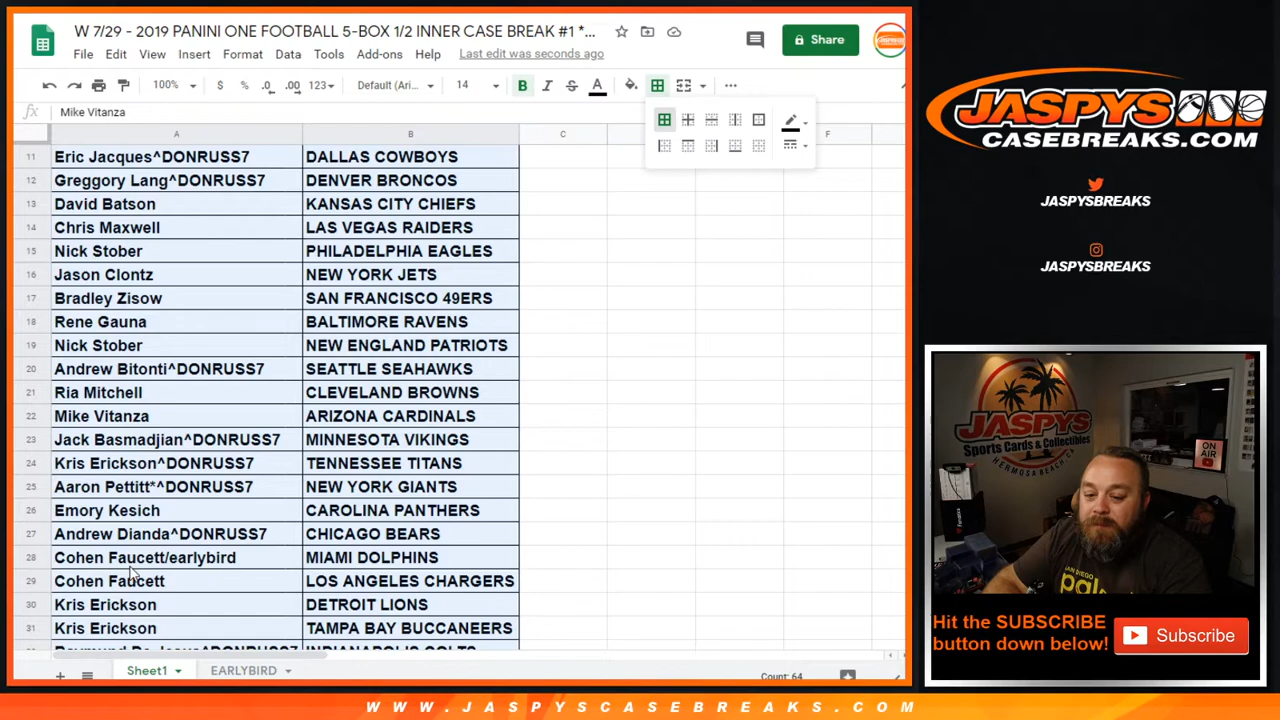 W 7/29 - 2019 PANINI ONE FOOTBALL 5-BOX 1/2 INNER CASE BREAK #1 *...
File Edit View Insert Format Data Tools Add-ons Help Last edit was seconds ago
Share
100% $ % .0 .00 123 Default (Ari... 14 B I S A
fx Mike Vitanza
A B C F
11 Eric Jacques^DONRUSS7 DALLAS COWBOYS
12 Greggory Lang^DONRUSS7 DENVER BRONCOS
13 David Batson KANSAS CITY CHIEFS
14 Chris Maxwell LAS VEGAS RAIDERS
15 Nick Stober PHILADELPHIA EAGLES
16 Jason Clontz NEW YORK JETS
17 Bradley Zisow SAN FRANCISCO 49ERS
18 Rene Gauna BALTIMORE RAVENS
19 Nick Stober NEW ENGLAND PATRIOTS
20 Andrew Bitonti^DONRUSS7 SEATTLE SEAHAWKS
21 Ria Mitchell CLEVELAND BROWNS
22 Mike Vitanza ARIZONA CARDINALS
23 Jack Basmadjian^DONRUSS7 MINNESOTA VIKINGS
24 Kris Erickson^DONRUSS7 TENNESSEE TITANS
25 Aaron Pettitt*^DONRUSS7 NEW YORK GIANTS
26 Emory Kesich CAROLINA PANTHERS
27 Andrew Dianda^DONRUSS7 CHICAGO BEARS
28 Cohen Faucett/earlybird MIAMI DOLPHINS
29 Cohen Faucett LOS ANGELES CHARGERS
30 Kris Erickson DETROIT LIONS
31 Kris Erickson TAMPA BAY BUCCANEERS
INDIANAPOLIS COLTS
Sheet1 EARLYBIRD Count: 64
JASPYS
CASEBREAKS.COM
JASPYSBREAKS
JASPYSBREAKS
JASPYS
Sports Cards & Collectibles
HERMOSA BEACH CA
ON
AIR
SAN DIEGO
Hit the SUBSCRIBE
button down below!
Subscribe
WWW.JASPYSCASEBREAKS.COM